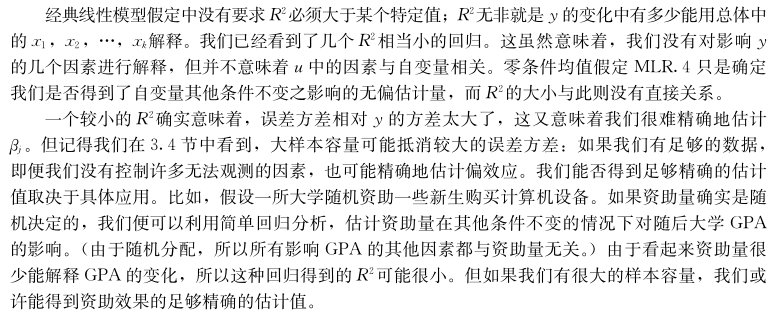 经典线性模型假定中没有要求 R²必须大于某个特定值；R²无非就是 y 的变化中有多少能用总体中
的 x₁，x₂，…，xₖ解释。我们已经看到了几个 R²相当小的回归。这虽然意味着，我们没有对影响 y
的几个因素进行解释，但并不意味着 u 中的因素与自变量相关。零条件均值假定 MLR. 4 只是确定
我们是否得到了自变量其他条件不变之影响的无偏估计量，而 R²的大小与此则没有直接关系。
一个较小的 R²确实意味着，误差方差相对 y 的方差太大了，这又意味着我们很难精确地估计
βⱼ。但记得我们在 3. 4 节中看到，大样本容量可能抵消较大的误差方差：如果我们有足够的数据，
即便我们没有控制许多无法观测的因素，也可能精确地估计偏效应。我们能否得到足够精确的估计
值取决于具体应用。比如，假设一所大学随机资助一些新生购买计算机设备。如果资助量确实是随
机决定的，我们便可以利用简单回归分析，估计资助量在其他条件不变的情况下对随后大学 GPA
的影响。（由于随机分配，所以所有影响 GPA 的其他因素都与资助量无关。）由于看起来资助量很
少能解释 GPA 的变化，所以这种回归得到的 R²可能很小。但如果我们有很大的样本容量，我们或
许能得到资助效果的足够精确的估计值。